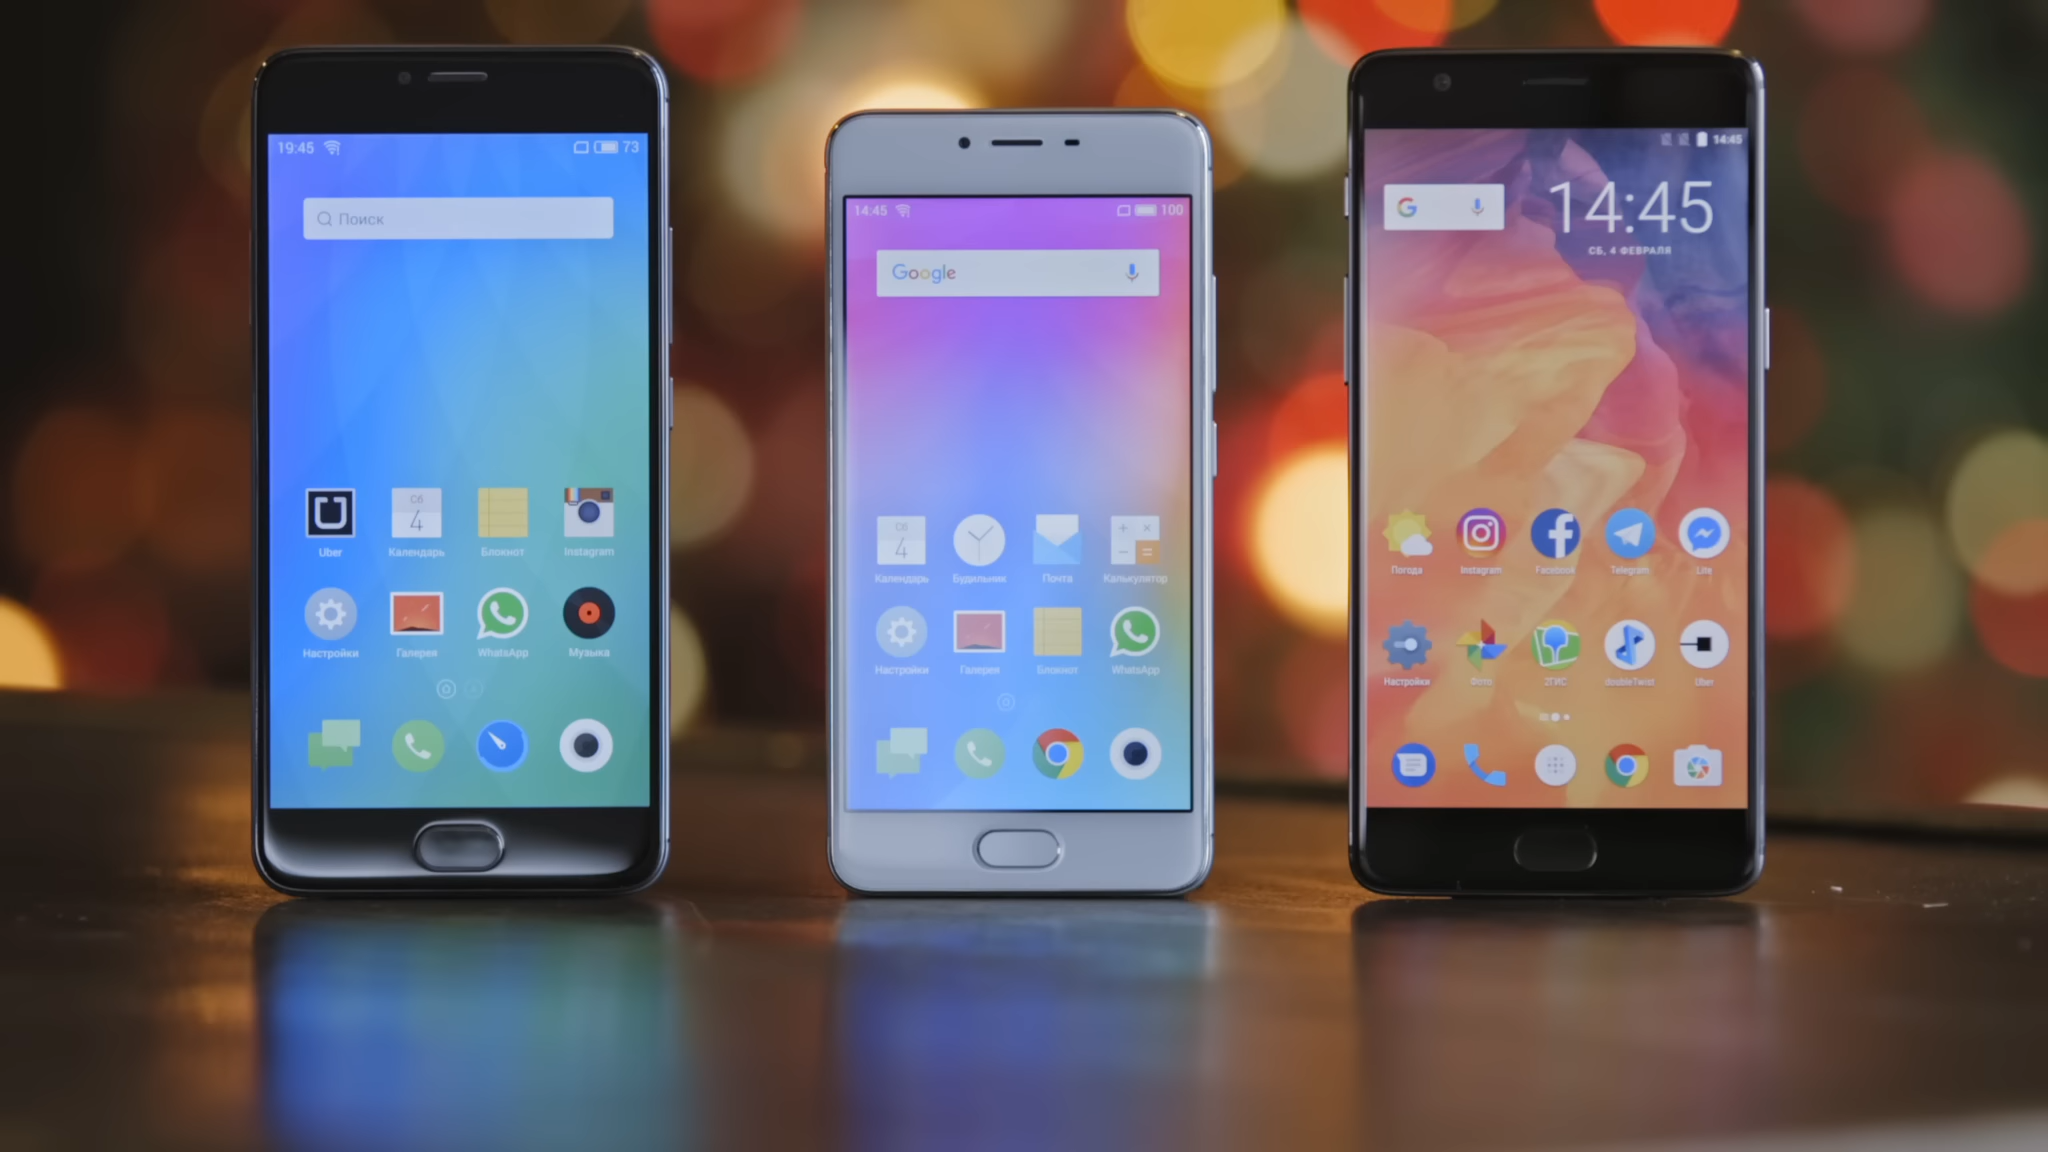 19:45
73
Поиск
Uber
Сб
4
Календарь
Блокнот
Instagram
Настройки
Галерея
WhatsApp
Музыка
14:45
100
Google
Сб
4
Календарь
Будильник
Почта
Калькулятор
Настройки
Галерея
Блокнот
WhatsApp
14:45
G
14:45
СБ, 4 ФЕВРАЛЯ
Погода
Instagram
Facebook
Telegram
Lite
Настройки
Фото
2ГИС
doubleTwist
Uber